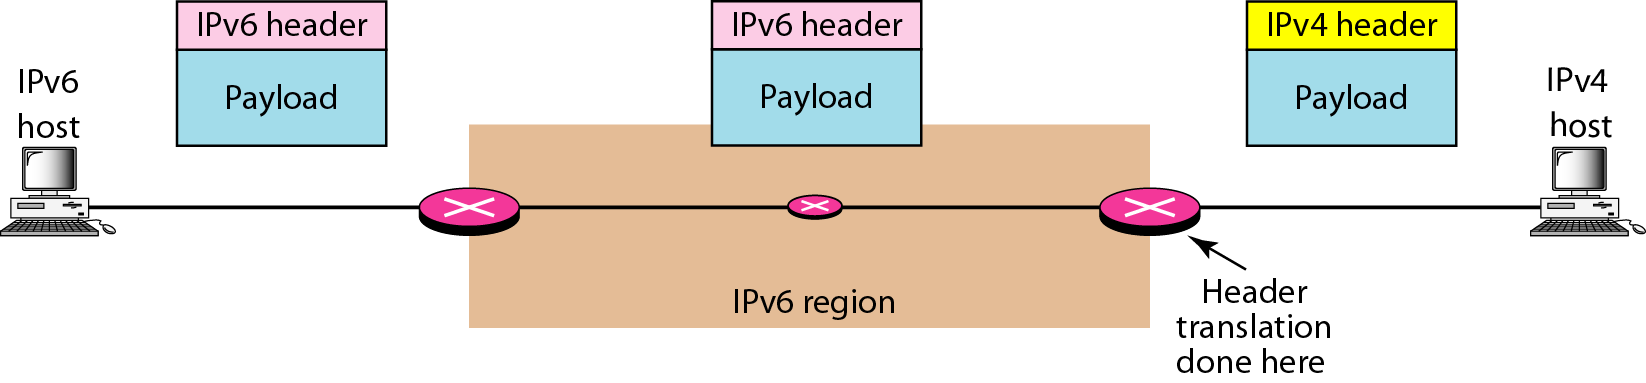 IPv6 header
Payload
IPv6 header
Payload
IPv4 header
Payload
IPv6
host
IPv4
host
IPv6 region
Header
translation
done here